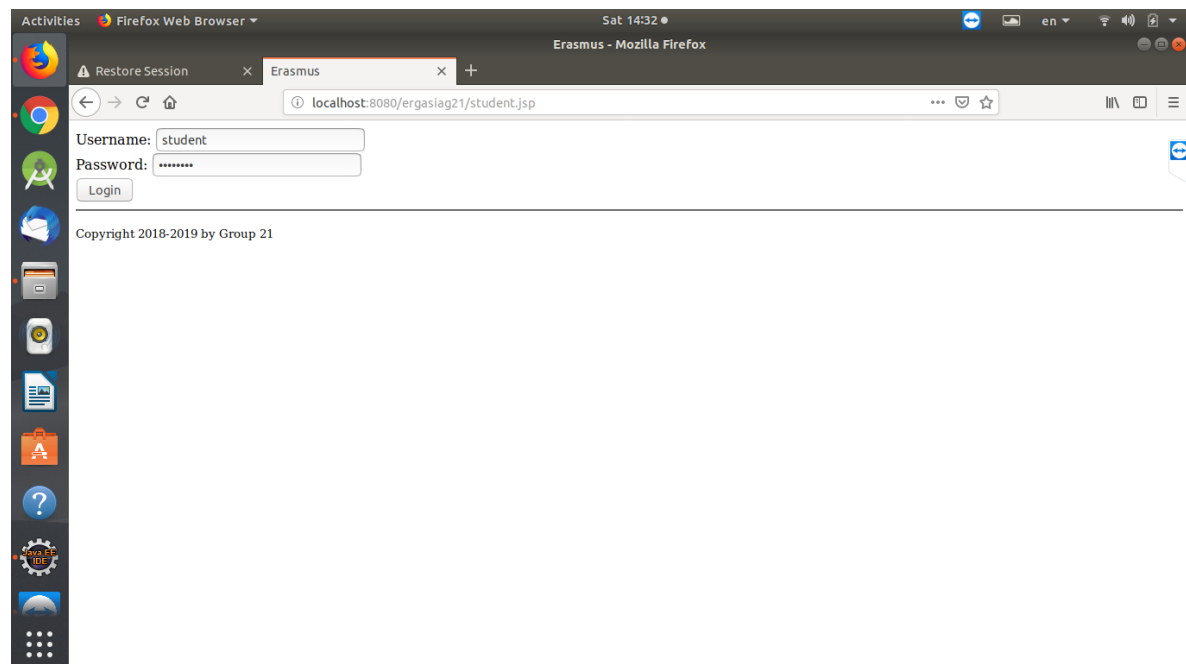 Activities Firefox Web Browser Sat 14:32 en
Erasmus - Mozilla Firefox
Restore Session Erasmus
localhost:8080/ergasiag21/student.jsp
Username: student
Password: ••••••••
Login
Copyright 2018-2019 by Group 21
Java EE
IDE